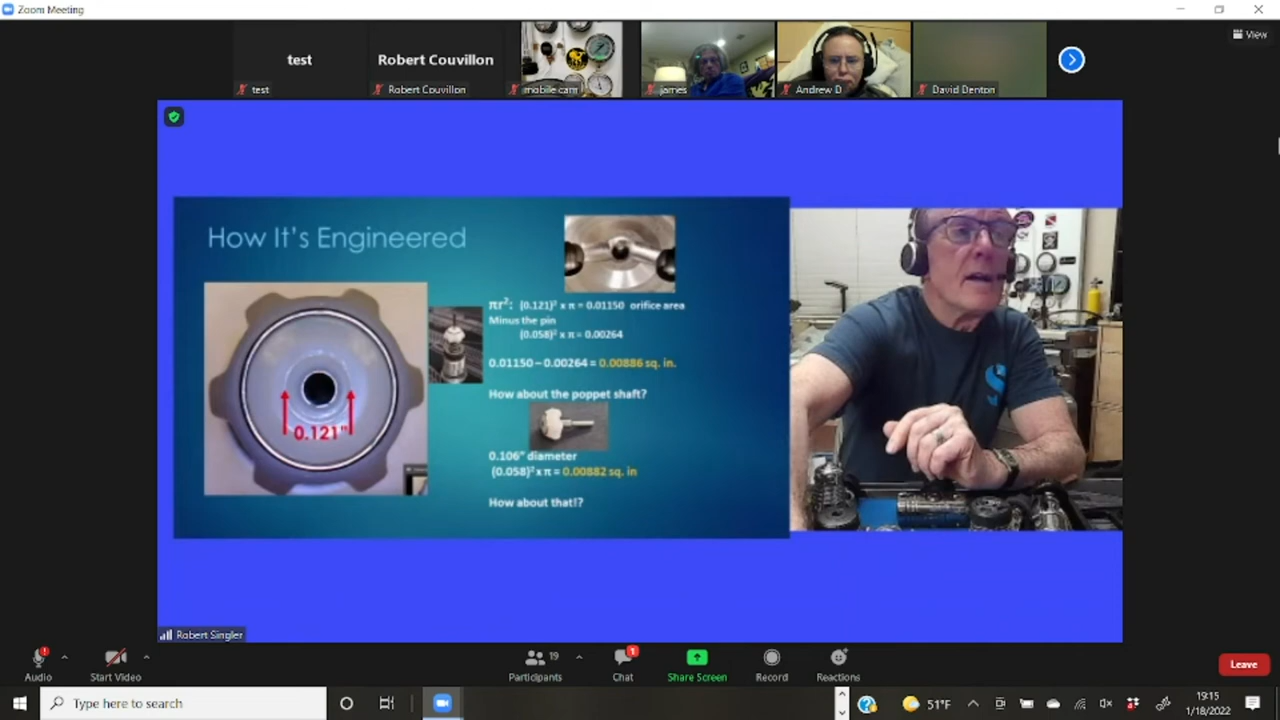 Zoom Meeting
View
test
Robert Couvillon
test
Robert Couvillon
mobile cam
james
Andrew D
David Denton
How It's Engineered
πr²: (0.121)² x π = 0.01150 orifice area
Minus the pin
(0.058)² x π = 0.00264
0.01150 – 0.00264 = 0.00886 sq. in.
How about the poppet shaft?
0.121"
0.106" diameter
(0.058)² x π = 0.00882 sq. in
How about that!?
S
Robert Singler
19
1
Audio
Start Video
Participants
Chat
Share Screen
Record
Reactions
Leave
Type here to search
51°F
19:15
1/18/2022